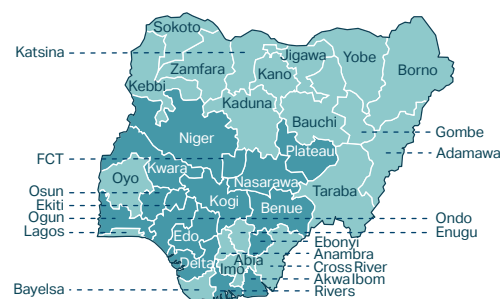 Sokoto
Katsina
Jigawa
Yobe
Zamfara
Kano
Borno
Kebbi
Kaduna
Bauchi
Niger
Gombe
Plateau
Adamawa
FCT
Kwara
Oyo
Nasarawa
Taraba
Osun
Kogi
Ekiti
Benue
Ogun
Ondo
Lagos
Enugu
Edo
Ebonyi
Anambra
Abia
Delta
Imo
Cross River
Akwa Ibom
Bayelsa
Rivers